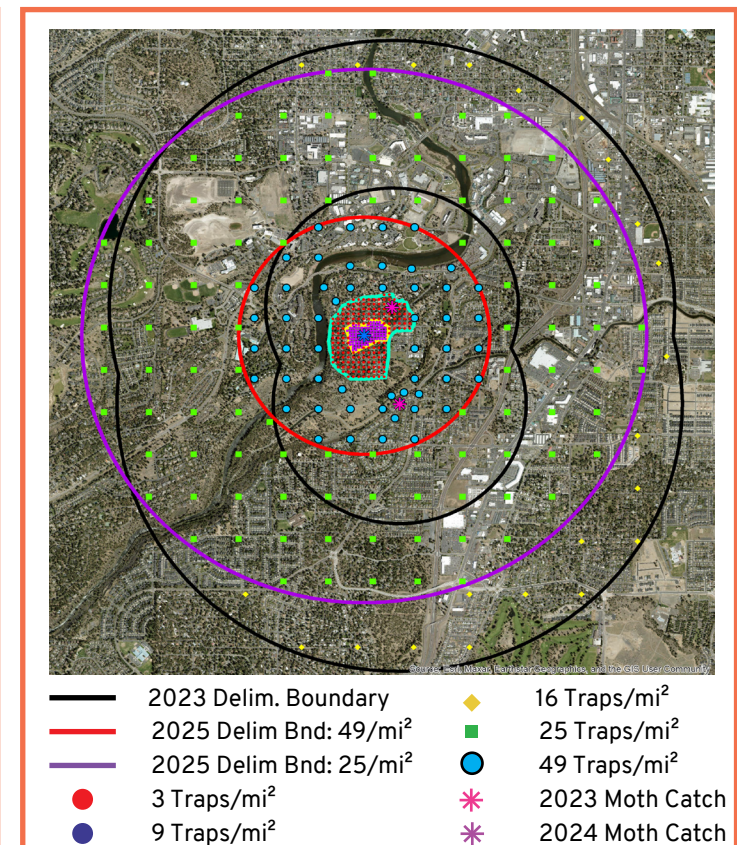 Source: Esri, Maxar, Earthstar Geographics, and the GIS User Community
2023 Delim. Boundary
2025 Delim Bnd: 49/mi²
2025 Delim Bnd: 25/mi²
3 Traps/mi²
9 Traps/mi²
16 Traps/mi²
25 Traps/mi²
49 Traps/mi²
2023 Moth Catch
2024 Moth Catch